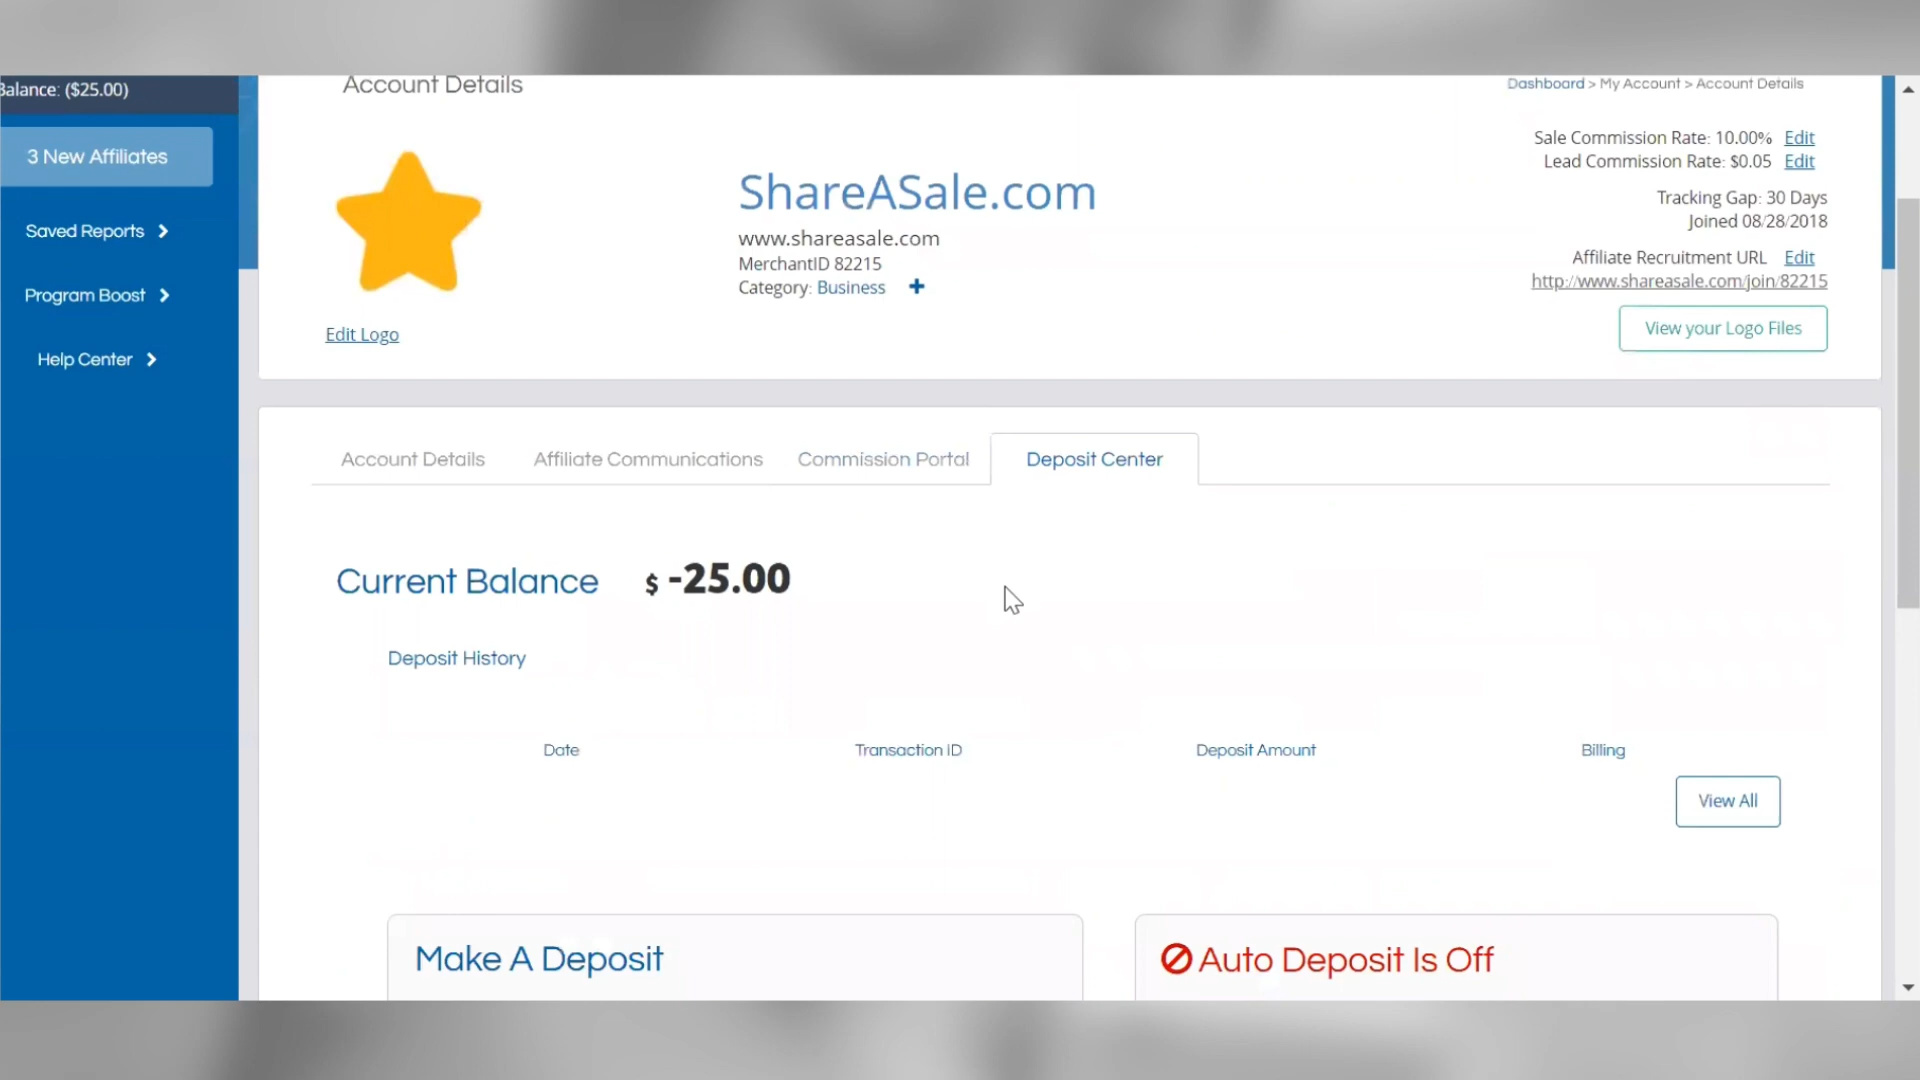 Balance: ($25.00)
3 New Affiliates
Saved Reports
Program Boost
Help Center
Account Details
Dashboard > My Account > Account Details
ShareASale.com
www.shareasale.com
MerchantID 82215
Category: Business
Edit Logo
Sale Commission Rate: 10.00% Edit
Lead Commission Rate: $0.05 Edit
Tracking Gap: 30 Days
Joined 08/28/2018
Affiliate Recruitment URL Edit
http://www.shareasale.com/join/82215
View your Logo Files
Account Details Affiliate Communications Commission Portal Deposit Center
Current Balance $ -25.00
Deposit History
Date Transaction ID Deposit Amount Billing
View All
Make A Deposit
Auto Deposit Is Off